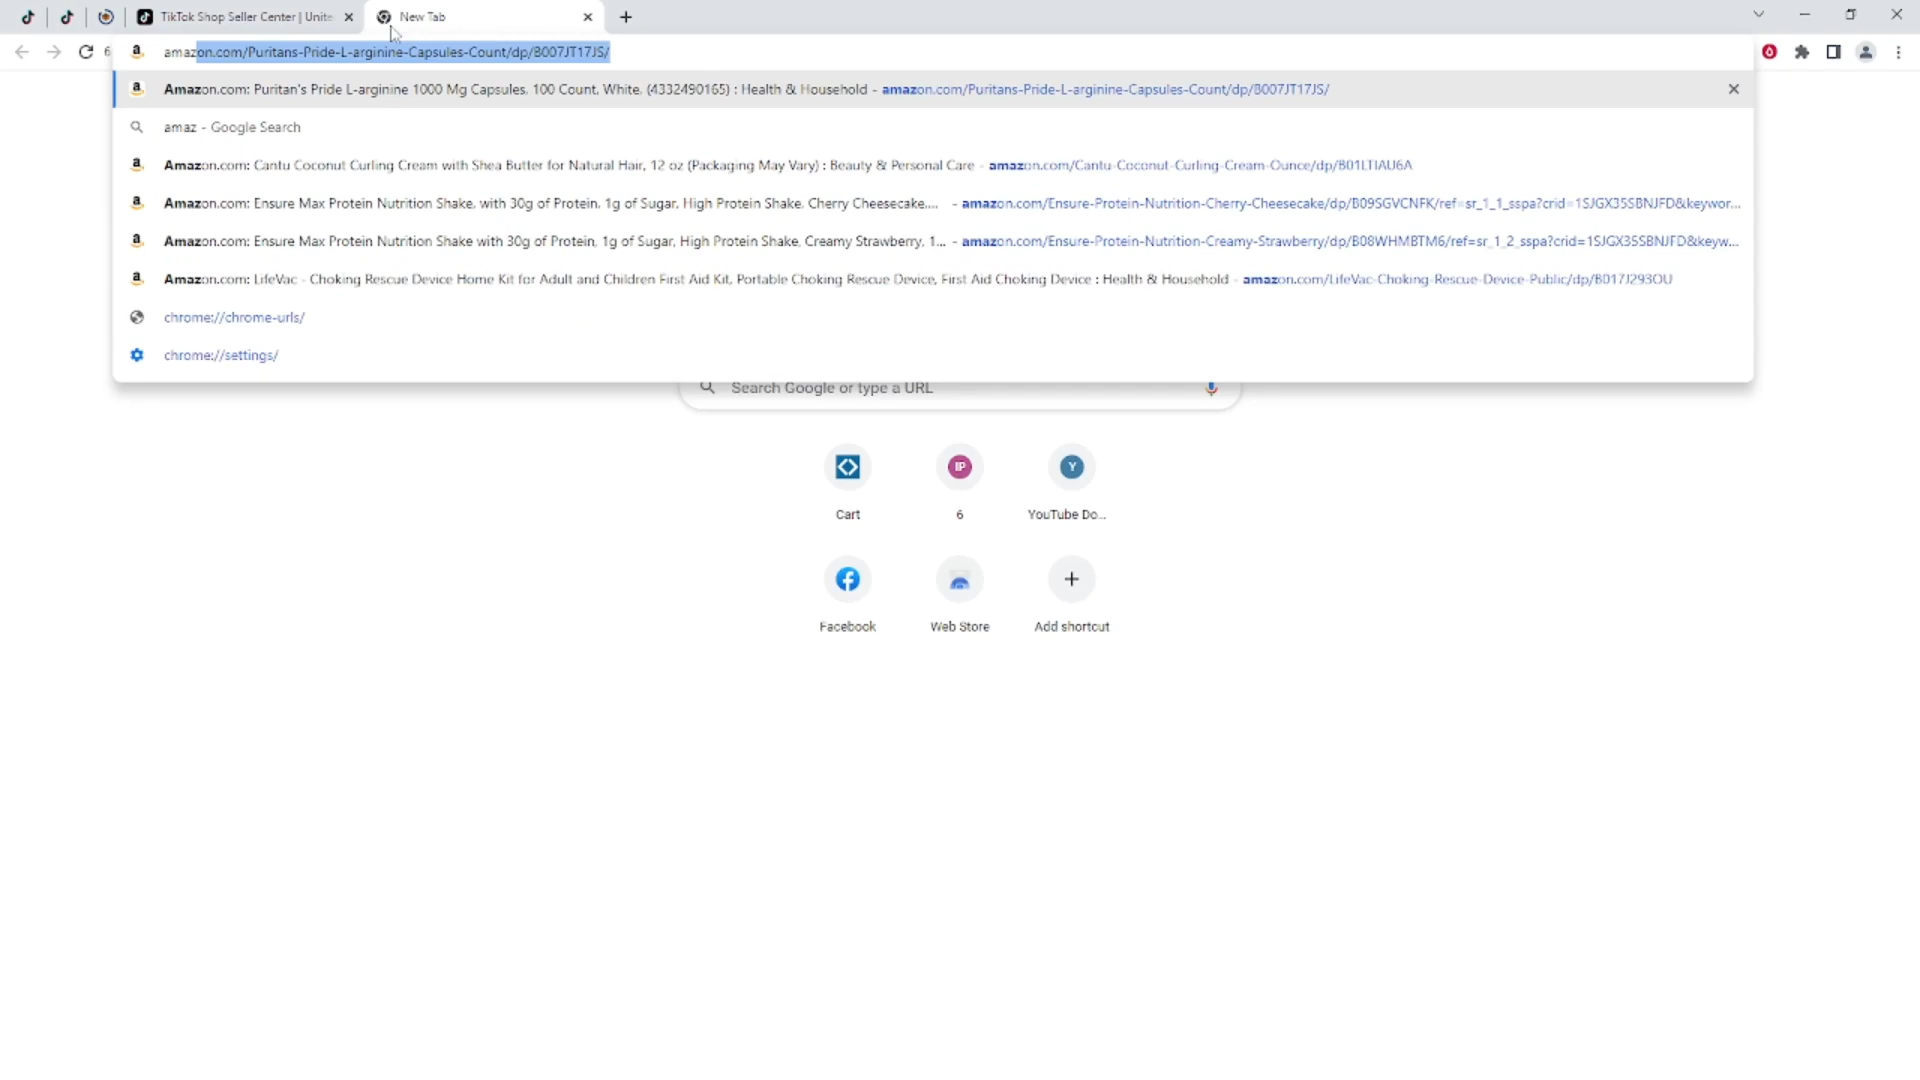 TikTok Shop Seller Center | Unite
New Tab
6
amazon.com/Puritans-Pride-L-arginine-Capsules-Count/dp/B007JT17JS/
Amazon.com: Puritan's Pride L-arginine 1000 Mg Capsules, 100 Count, White, (4332490165) : Health & Household - amazon.com/Puritans-Pride-L-arginine-Capsules-Count/dp/B007JT17JS/
amaz - Google Search
Amazon.com: Cantu Coconut Curling Cream with Shea Butter for Natural Hair, 12 oz (Packaging May Vary) : Beauty & Personal Care - amazon.com/Cantu-Coconut-Curling-Cream-Ounce/dp/B01LTIAU6A
Amazon.com: Ensure Max Protein Nutrition Shake, with 30g of Protein, 1g of Sugar, High Protein Shake, Cherry Cheesecake,... - amazon.com/Ensure-Protein-Nutrition-Cherry-Cheesecake/dp/B09SGVCNFK/ref=sr_1_1_sspa?crid=1SJGX35SBNJFD&keywor...
Amazon.com: Ensure Max Protein Nutrition Shake with 30g of Protein, 1g of Sugar, High Protein Shake, Creamy Strawberry, 1... - amazon.com/Ensure-Protein-Nutrition-Creamy-Strawberry/dp/B08WHMBTM6/ref=sr_1_2_sspa?crid=1SJGX35SBNJFD&keyw...
Amazon.com: LifeVac - Choking Rescue Device Home Kit for Adult and Children First Aid Kit, Portable Choking Rescue Device, First Aid Choking Device : Health & Household - amazon.com/LifeVac-Choking-Rescue-Device-Public/dp/B017J293OU
chrome://chrome-urls/
chrome://settings/
Search Google or type a URL
IP
Y
Cart
6
YouTube Do...
Facebook
Web Store
Add shortcut